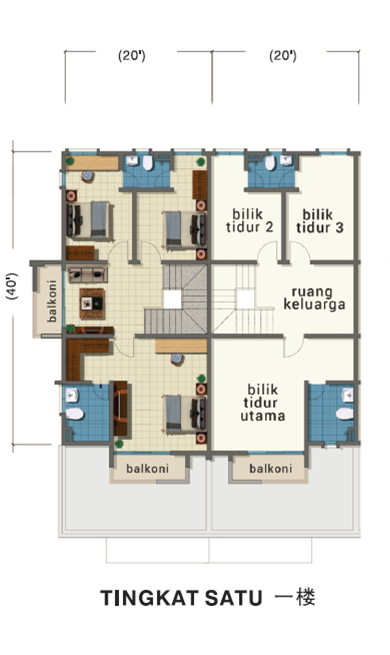 (20')
(20')
(40')
bilik
tidur 2
bilik
tidur 3
balkoni
ruang
keluarga
bilik
tidur
utama
balkoni
balkoni
TINGKAT SATU 一楼